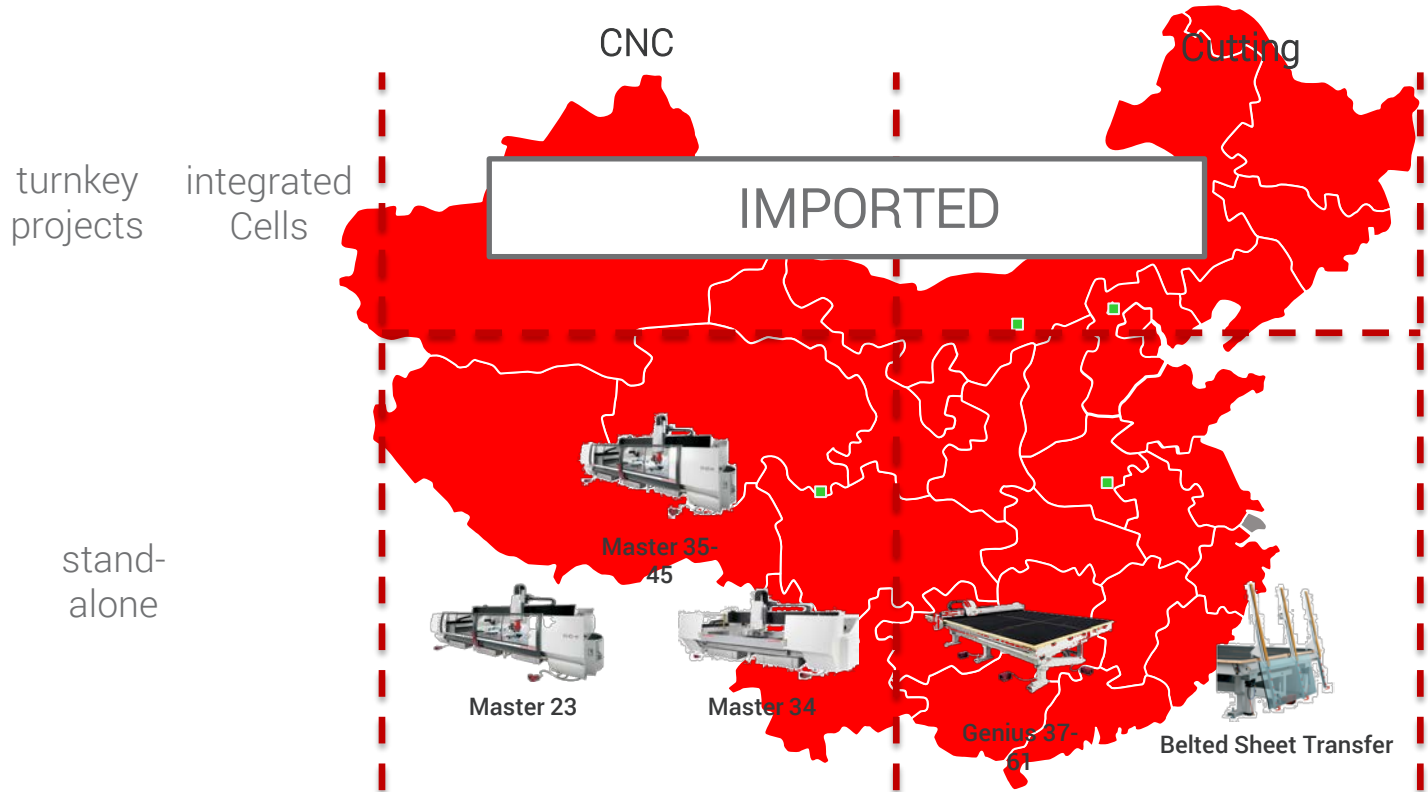 CNC
Cutting
turnkey
projects
integrated
Cells
IMPORTED
stand-
alone
Master 35-
45
Master 23
Master 34
Genius 37-
61
Belted Sheet Transfer